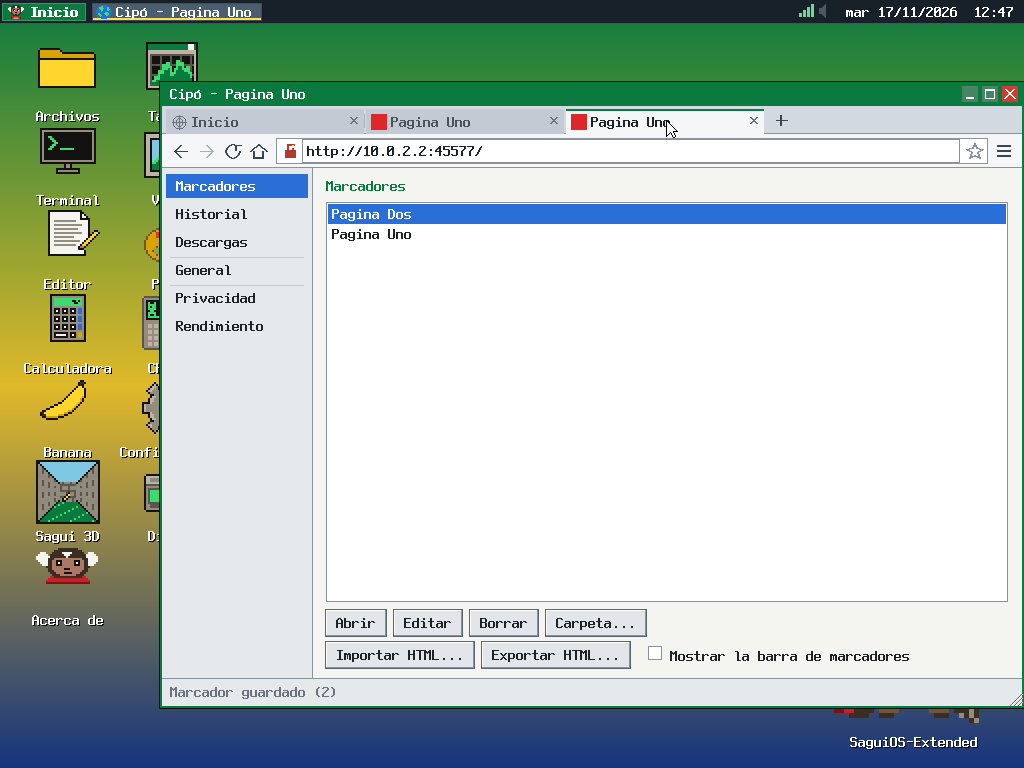 Inicio
Cipó - Pagina Uno
mar 17/11/2026 12:47
Archivos
Terminal
Editor
Calculadora
Banana
Confi
Sagui 3D
Acerca de
SaguiOS-Extended
Cipó - Pagina Uno
Inicio
Pagina Uno
Pagina Uno
http://10.0.2.2:45577/
Marcadores
Historial
Descargas
General
Privacidad
Rendimiento
Marcadores
Pagina Dos
Pagina Uno
Abrir
Editar
Borrar
Carpeta...
Importar HTML...
Exportar HTML...
Mostrar la barra de marcadores
Marcador guardado (2)